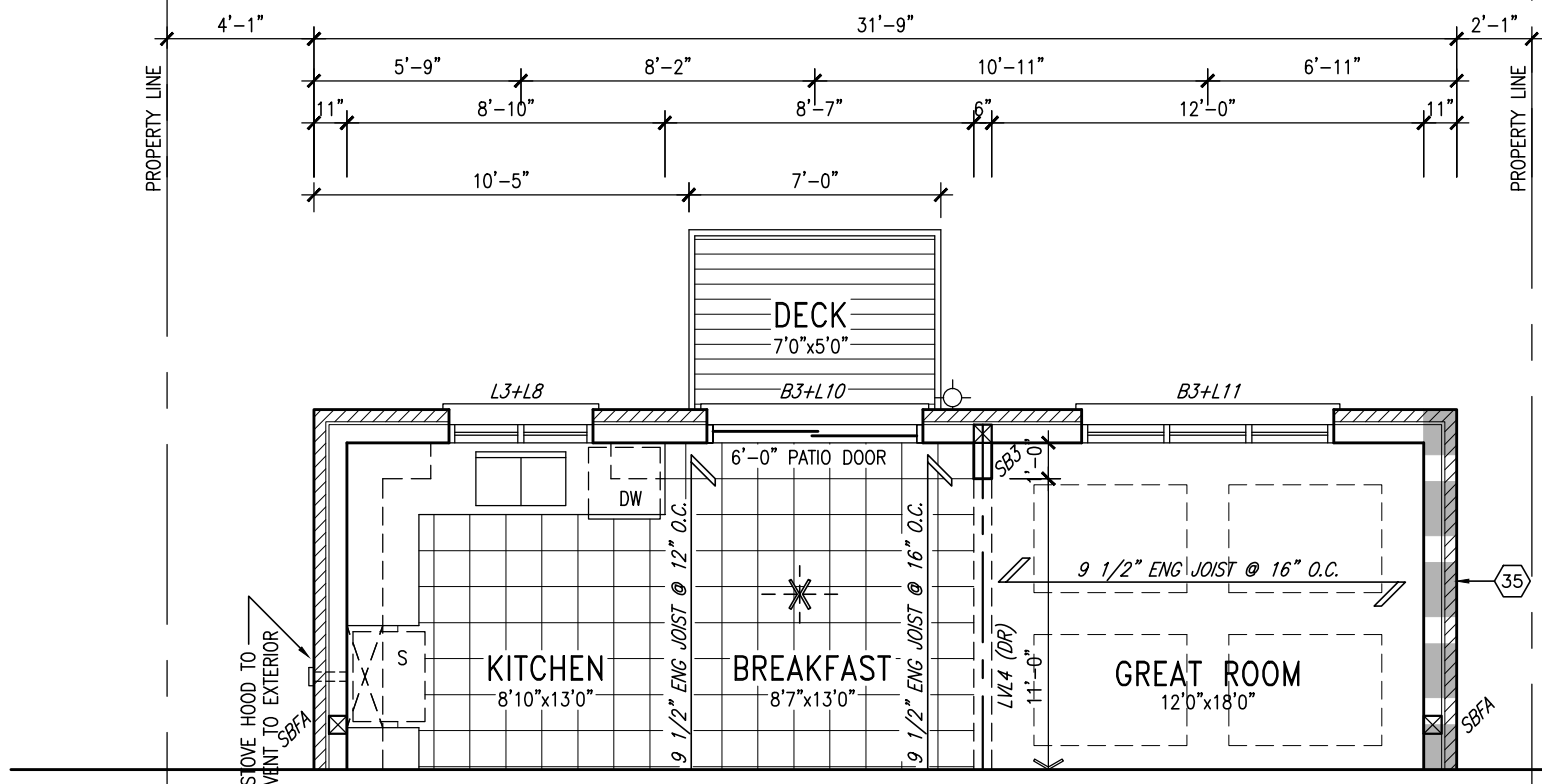 4'-1"
31'-9"
2'-1"
PROPERTY LINE
5'-9"
8'-2"
10'-11"
6'-11"
PROPERTY LINE
11"
8'-10"
8'-7"
6"
12'-0"
11"
10'-5"
7'-0"
DECK
7'0"x5'0"
L3+L8
B3+L10
B3+L11
6'-0" PATIO DOOR
SB3
1'-0"
DW
9 1/2" ENG JOIST @ 12" O.C.
9 1/2" ENG JOIST @ 16" O.C.
9 1/2" ENG JOIST @ 16" O.C.
35
S
KITCHEN
8'10"x13'0"
BREAKFAST
8'7"x13'0"
LVL4 (DR)
11'-0"
GREAT ROOM
12'0"x18'0"
STOVE HOOD TO
VENT TO EXTERIOR
SBFA
SBFA